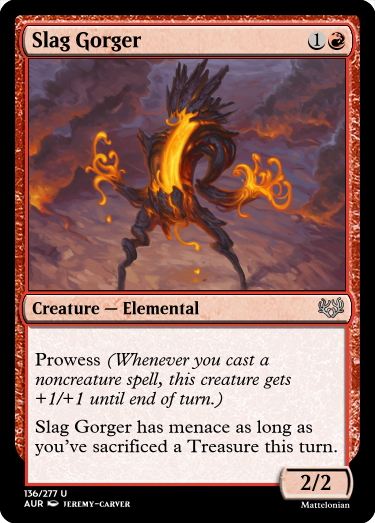 Slag Gorger 1
Creature — Elemental
Prowess (Whenever you cast a
noncreature spell, this creature gets
+1/+1 until end of turn.)
Slag Gorger has menace as long as
you've sacrificed a Treasure this turn.
2/2
136/277 U
AUR JEREMY-CARVER
Mattelonian